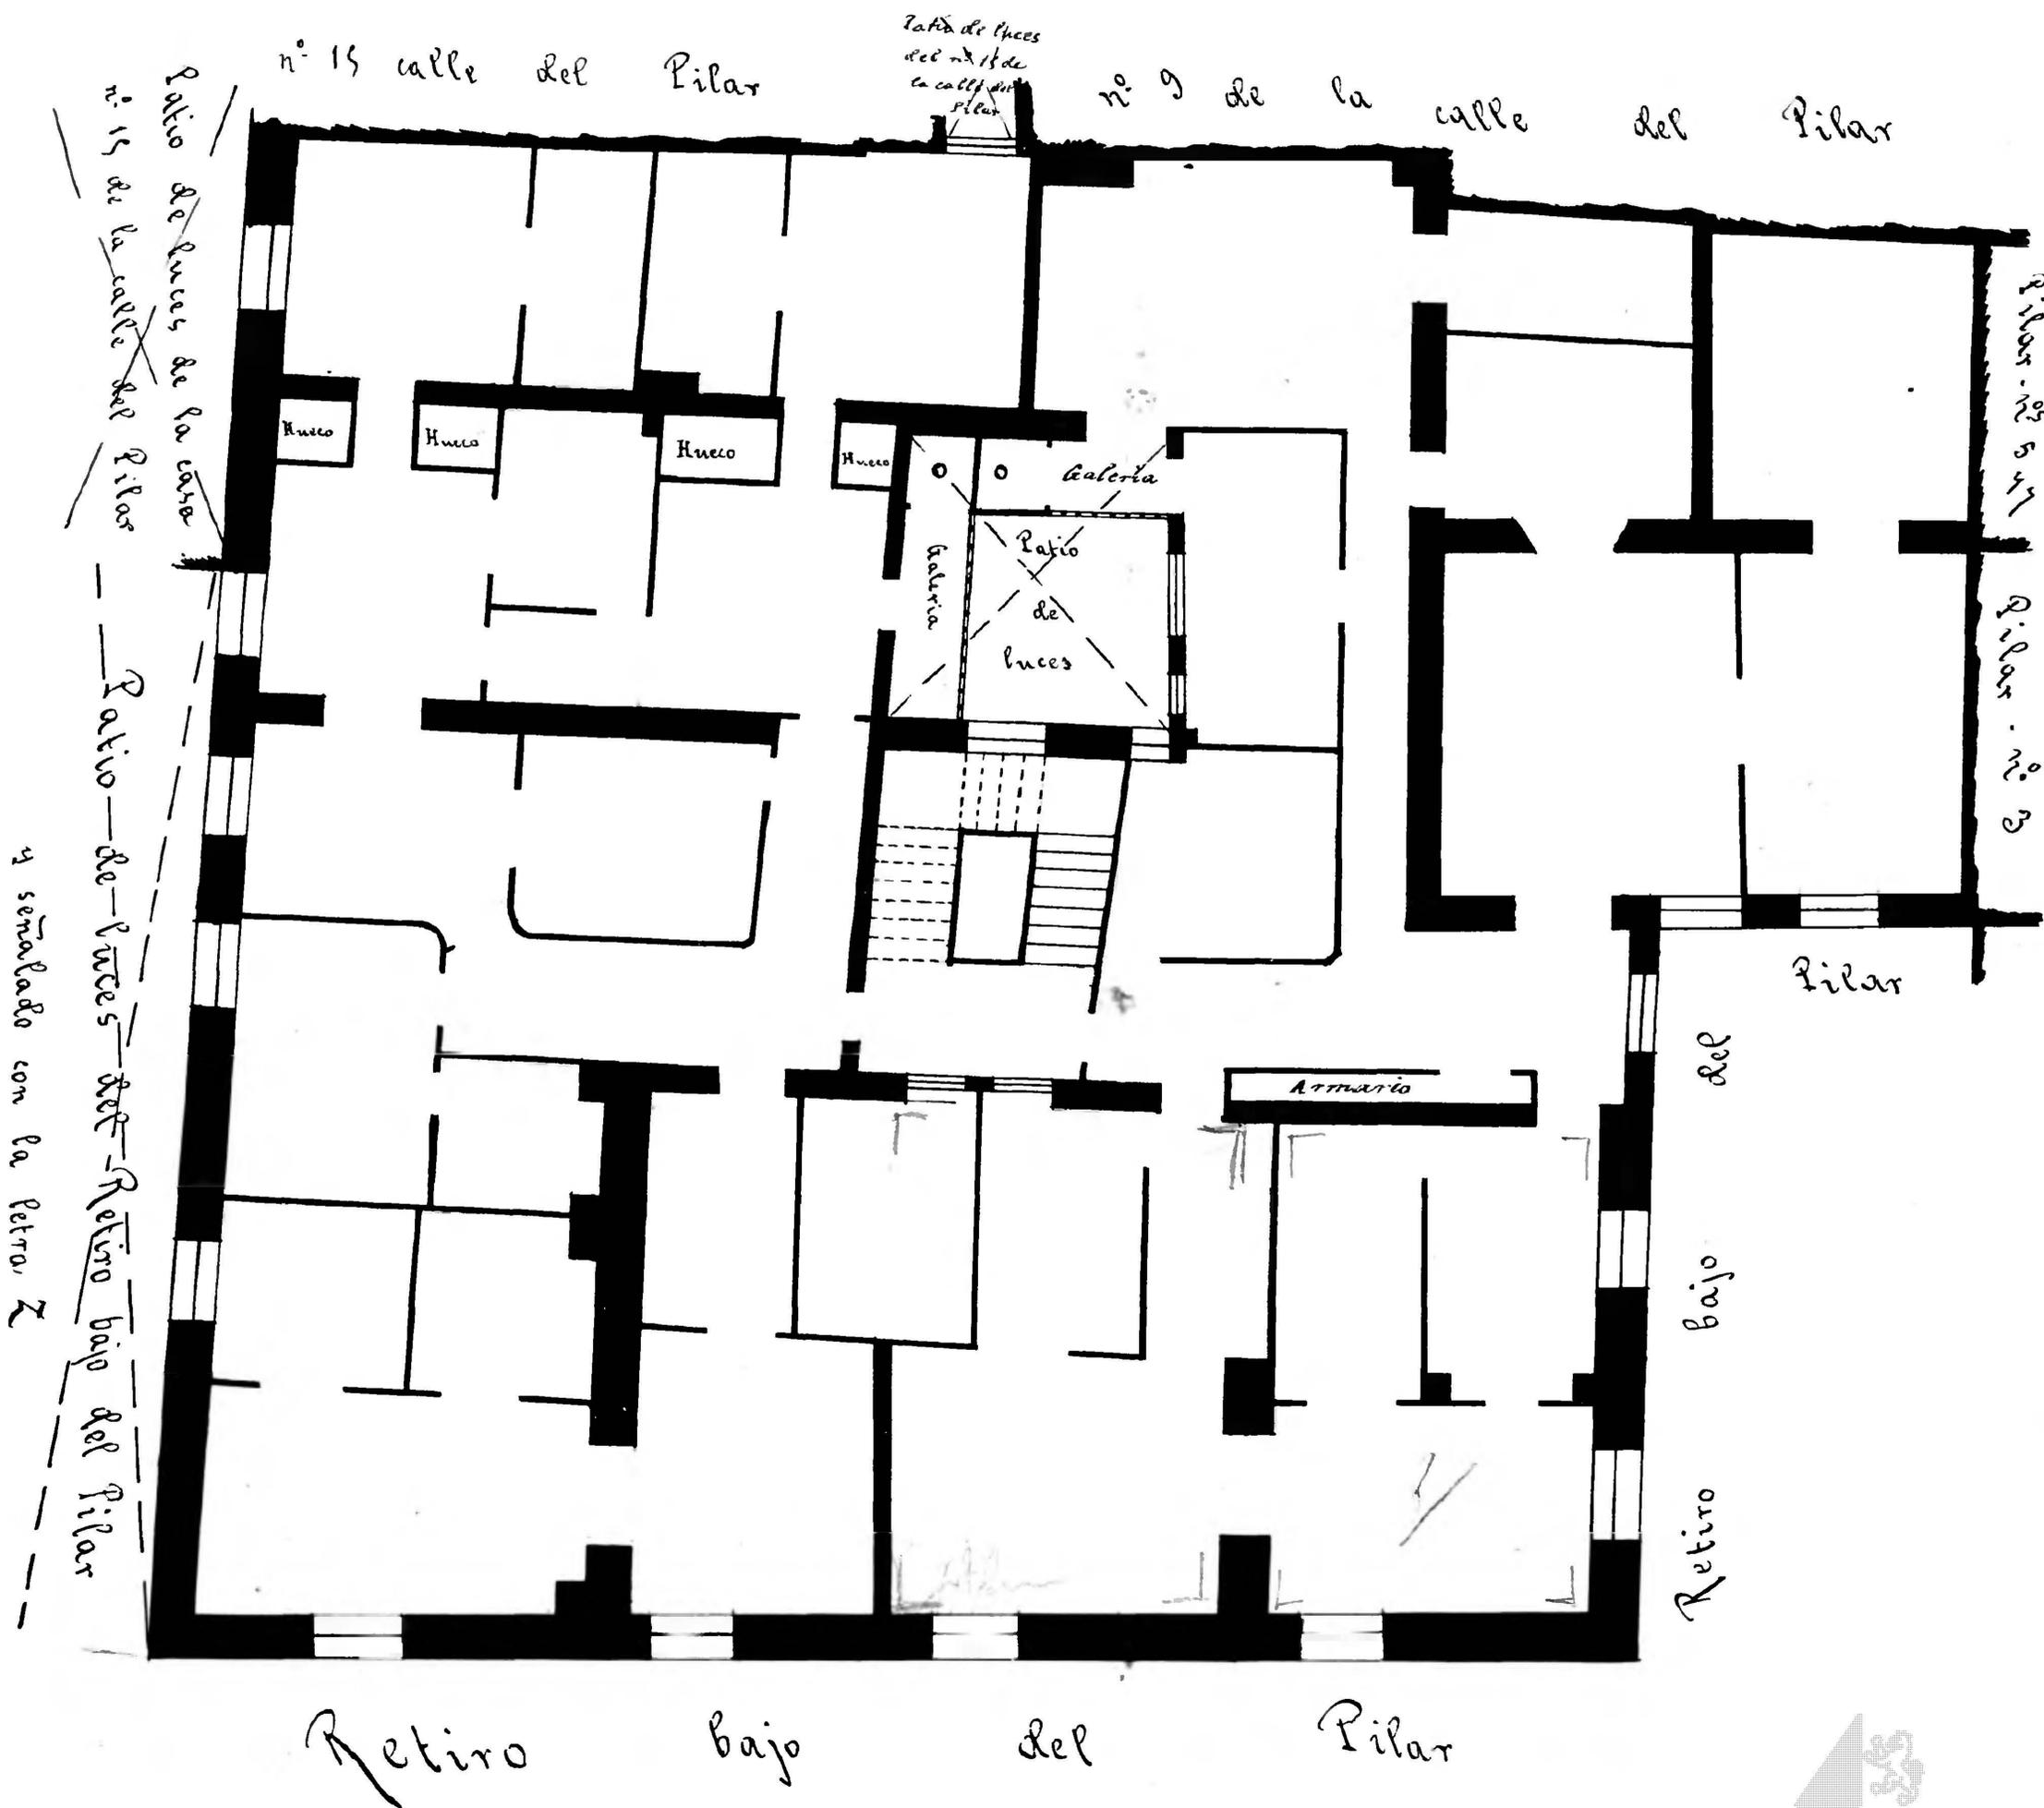 nº 15 calle del Pilar
Patio de luces
del nº 15 de
la calle del
Pilar
nº 9 de la calle del Pilar
Patio de luces de la casa
nº 15 de la calle del Pilar
Patio de luces del Retiro bajo del Pilar
y señalado con la letra Z
Hueco
Hueco
Hueco
Hueco
Galeria
Galeria
Patio
de
luces
Armario
Pilar. nos 5 y 7
Pilar. nº 3
Retiro bajo del Pilar
Retiro bajo del Pilar